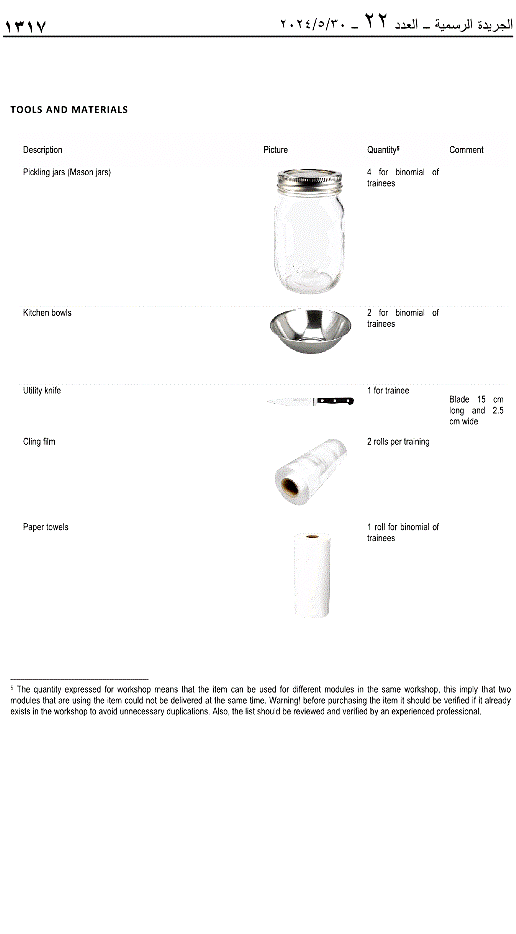 الجريدة الرسمية ــ العدد ٢٢ ــ ٢٠٢٤/٥/٣٠
١٣١٧
TOOLS AND MATERIALS
Description Picture Quantity⁵ Comment
Pickling jars (Mason jars) 4 for binomial of
trainees
Kitchen bowls 2 for binomial of
trainees
Utility knife 1 for trainee
Blade 15 cm
long and 2.5
cm wide
Cling film 2 rolls per training
Paper towels 1 roll for binomial of
trainees
⁵ The quantity expressed for workshop means that the item can be used for different modules in the same workshop, this imply that two
modules that are using the item could not be delivered at the same time. Warning! before purchasing the item it should be verified if it already
exists in the workshop to avoid unnecessary duplications. Also, the list should be reviewed and verified by an experienced professional.